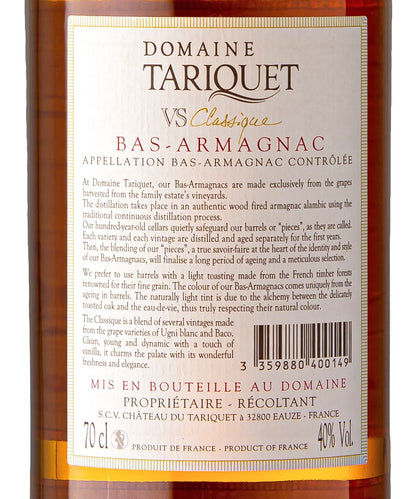 DOMAINE
TARIQUET
VS Classique
BAS-ARMAGNAC
APPELLATION BAS-ARMAGNAC CONTRÔLÉE
At Domaine Tariquet, our Bas-Armagnacs are made exclusively from the grapes
harvested from the family estate's vineyards.
The distillation takes place in an authentic wood fired armagnac alambic using the
traditional continuous distillation process.
Our hundred-year-old cellars quietly safeguard our barrels or "pieces", as they are called.
Each variety and each vintage are distilled and aged separately for the first years.
Then, the blending of our "pièces", a true savoir-faire at the heart of the identity and style
of our Bas-Armagnacs, will finalise a long period of ageing and a meticulous selection.
We prefer to use barrels with a light toasting made from the French timber forests
renowned for their fine grain. The colour of our Bas-Armagnacs comes uniquely from the
ageing in barrels. The naturally light tint is due to the alchemy between the delicately
toasted oak and the eau-de-vie, thus truly respecting their natural colour.
The Classique is a blend of several vintages made
from the grape varieties of Ugni blanc and Baco.
Clean, young and dynamic with a touch of
vanilla, it charms the palate with its wonderful
freshness and elegance.
3 359880 400149
MIS EN BOUTEILLE AU DOMAINE
PROPRIÉTAIRE - RÉCOLTANT
S.C.V. CHÂTEAU DU TARIQUET à 32800 EAUZE - FRANCE
70 cl PRODUIT DE FRANCE - PRODUCT OF FRANCE 40% Vol.